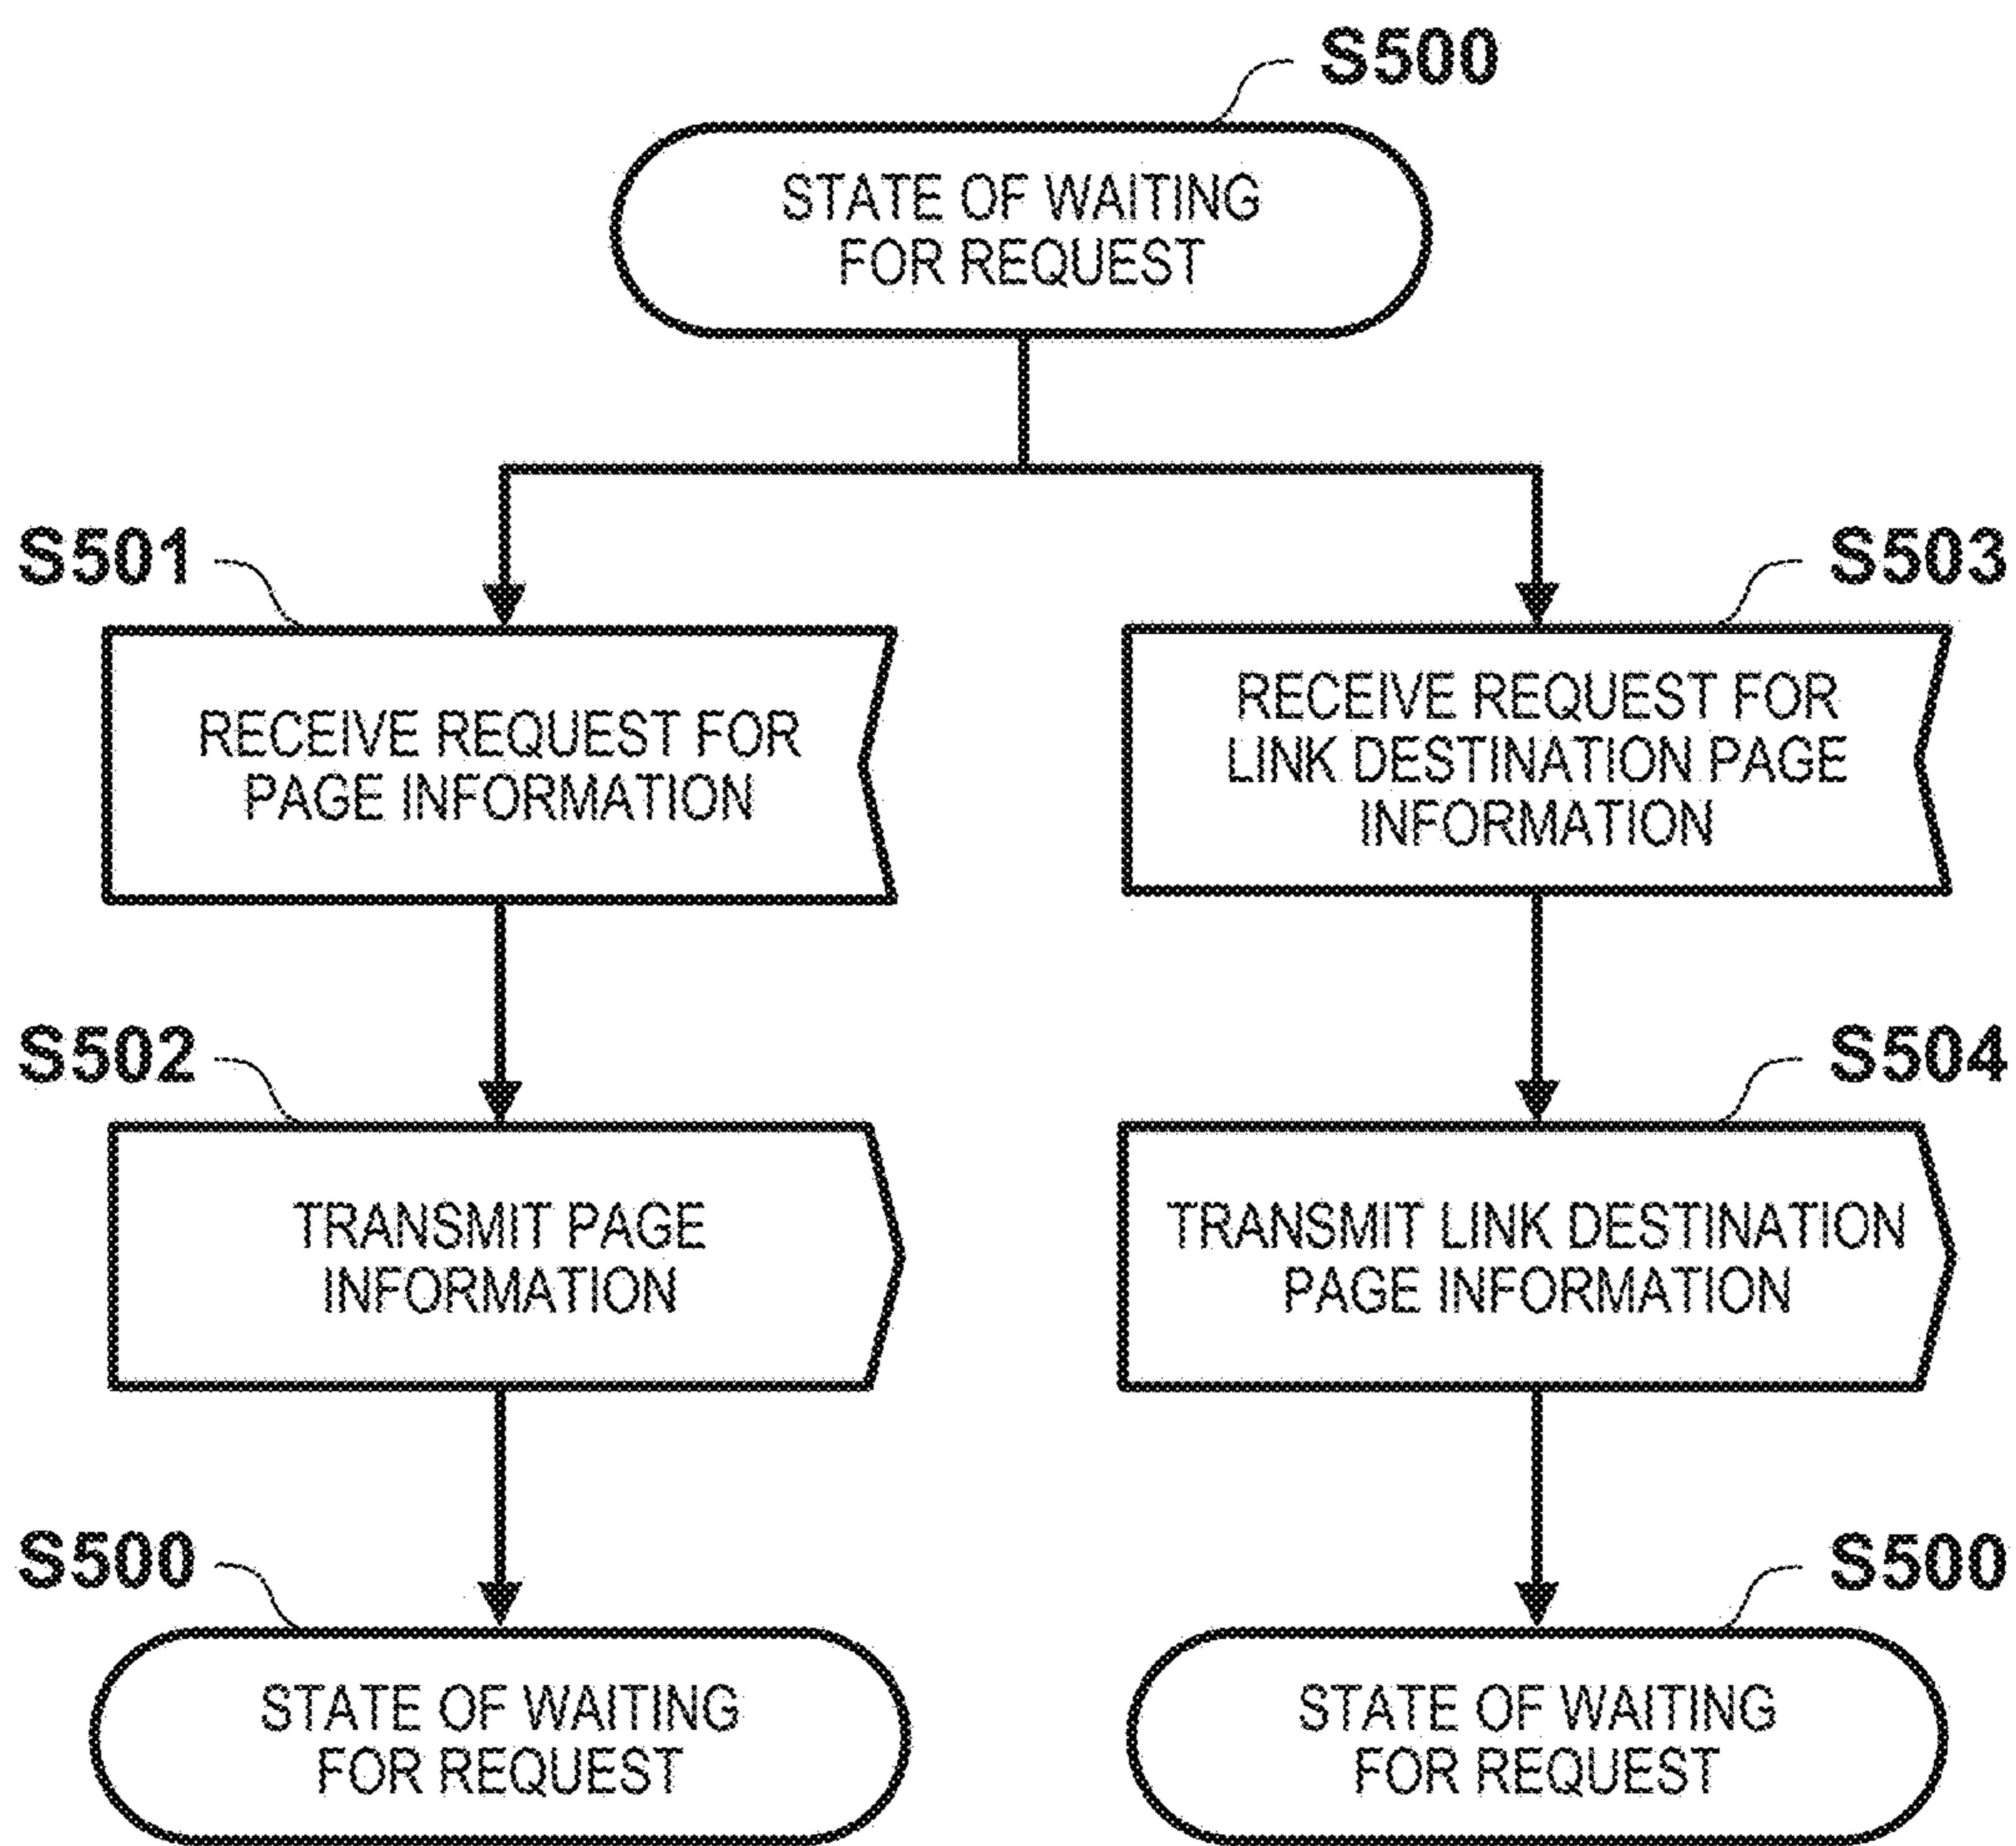 S500
STATE OF WAITING
FOR REQUEST
S501
RECEIVE REQUEST FOR
PAGE INFORMATION
S502
TRANSMIT PAGE
INFORMATION
S500
STATE OF WAITING
FOR REQUEST
S503
RECEIVE REQUEST FOR
LINK DESTINATION PAGE
INFORMATION
S504
TRANSMIT LINK DESTINATION
PAGE INFORMATION
S500
STATE OF WAITING
FOR REQUEST